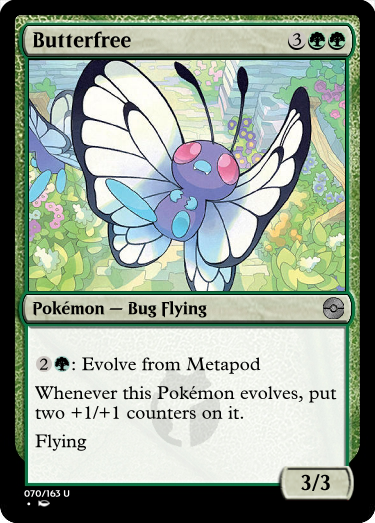 Butterfree 3
Pokémon — Bug Flying
2: Evolve from Metapod
Whenever this Pokémon evolves, put
two +1/+1 counters on it.
Flying
3/3
070/163 U